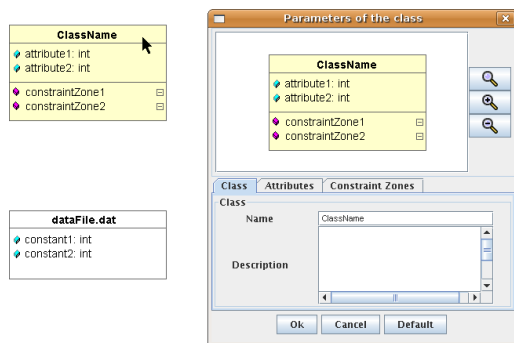 ClassName
attribute1: int
attribute2: int
constraintZone1
constraintZone2
dataFile.dat
constant1: int
constant2: int
Parameters of the class
ClassName
attribute1: int
attribute2: int
constraintZone1
constraintZone2
Class Attributes Constraint Zones
Class
Name ClassName
Description
Ok Cancel Default